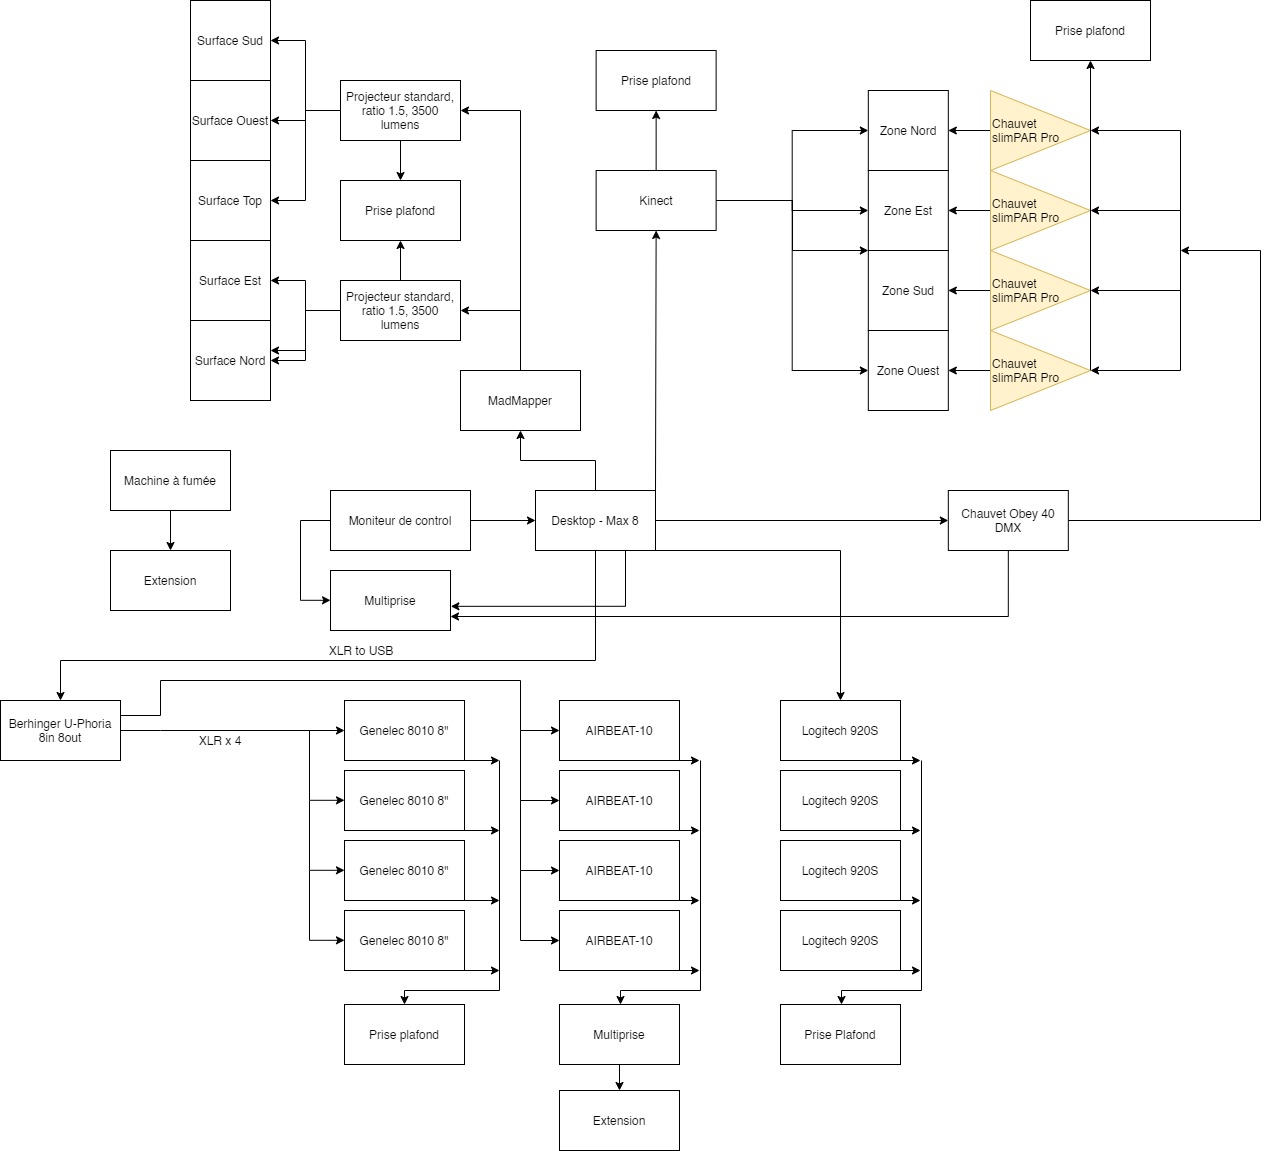 Surface Sud
Surface Ouest
Surface Top
Surface Est
Surface Nord
Projecteur standard,
ratio 1.5, 3500
lumens
Prise plafond
Projecteur standard,
ratio 1.5, 3500
lumens
MadMapper
Prise plafond
Kinect
Prise plafond
Zone Nord
Zone Est
Zone Sud
Zone Ouest
Chauvet
slimPAR Pro
Chauvet
slimPAR Pro
Chauvet
slimPAR Pro
Chauvet
slimPAR Pro
Machine à fumée
Extension
Moniteur de control
Desktop - Max 8
Chauvet Obey 40
DMX
Multiprise
XLR to USB
Berhinger U-Phoria
8in 8out
XLR x 4
Genelec 8010 8"
Genelec 8010 8"
Genelec 8010 8"
Genelec 8010 8"
Prise plafond
AIRBEAT-10
AIRBEAT-10
AIRBEAT-10
AIRBEAT-10
Multiprise
Extension
Logitech 920S
Logitech 920S
Logitech 920S
Logitech 920S
Prise Plafond